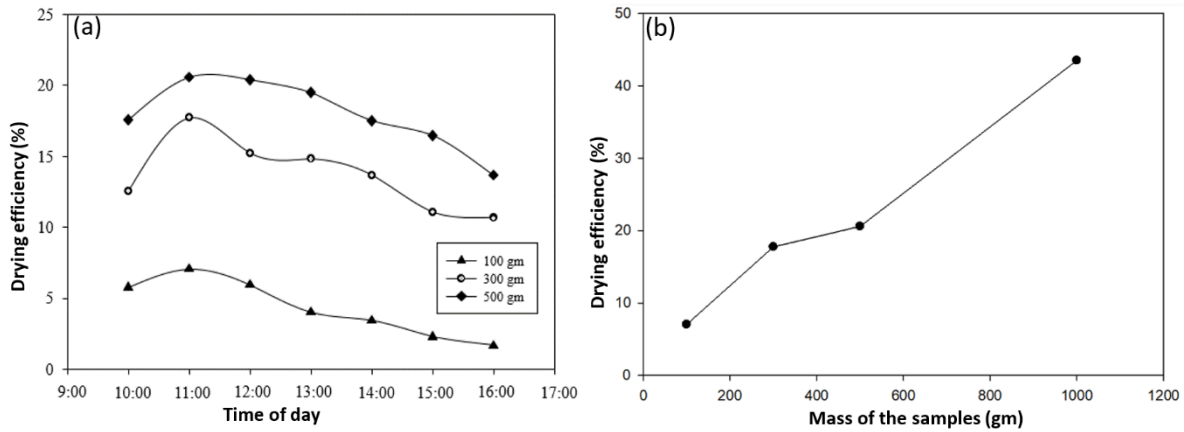 (a)
25
20
15
10
5
0
Drying efficiency (%)
100 gm
300 gm
500 gm
9:00 10:00 11:00 12:00 13:00 14:00 15:00 16:00 17:00
Time of day
(b)
50
40
30
20
10
0
Drying efficiency (%)
0 200 400 600 800 1000 1200
Mass of the samples (gm)